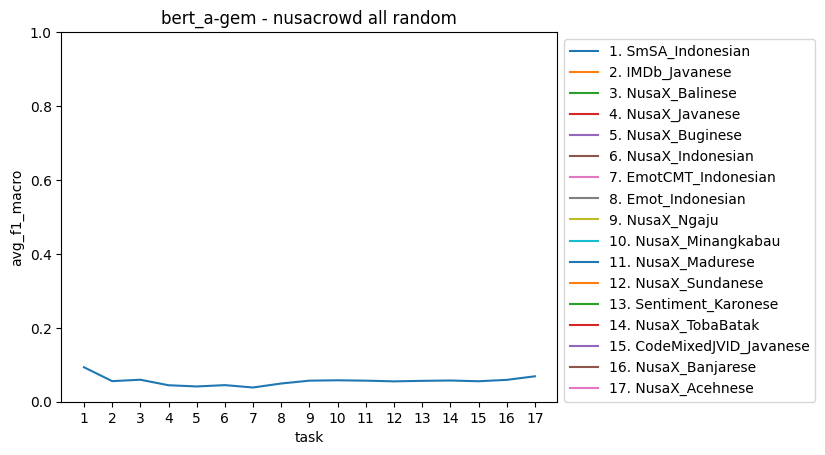 bert_a-gem - nusacrowd all random
1.0
0.8
0.6
0.4
0.2
0.0
avg_f1_macro
1 2 3 4 5 6 7 8 9 10 11 12 13 14 15 16 17
task
1. SmSA_Indonesian
2. IMDb_Javanese
3. NusaX_Balinese
4. NusaX_Javanese
5. NusaX_Buginese
6. NusaX_Indonesian
7. EmotCMT_Indonesian
8. Emot_Indonesian
9. NusaX_Ngaju
10. NusaX_Minangkabau
11. NusaX_Madurese
12. NusaX_Sundanese
13. Sentiment_Karonese
14. NusaX_TobaBatak
15. CodeMixedJVID_Javanese
16. NusaX_Banjarese
17. NusaX_Acehnese